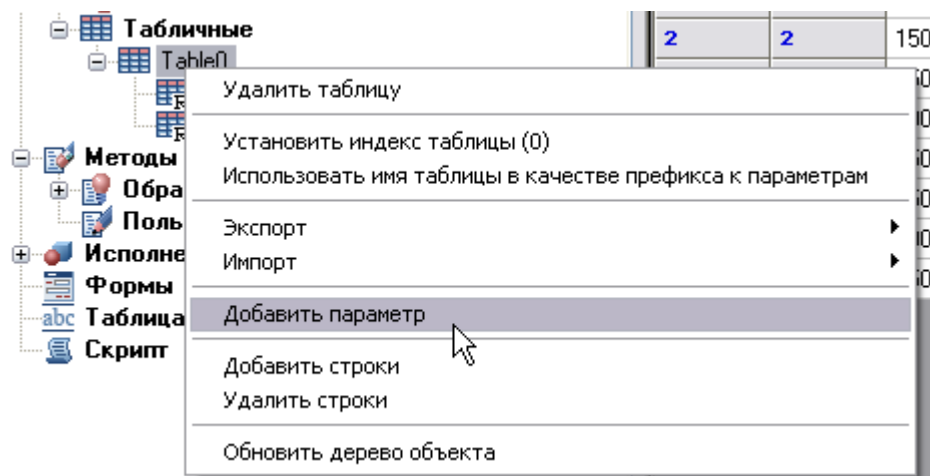 Табличные
Table0
2 2 150
Удалить таблицу
Установить индекс таблицы (0)
Использовать имя таблицы в качестве префикса к параметрам
Методы
Обра
Поль
Экспорт
Исполне
Импорт
Формы
abc Таблица
Добавить параметр
Скрипт
Добавить строки
Удалить строки
Обновить дерево объекта